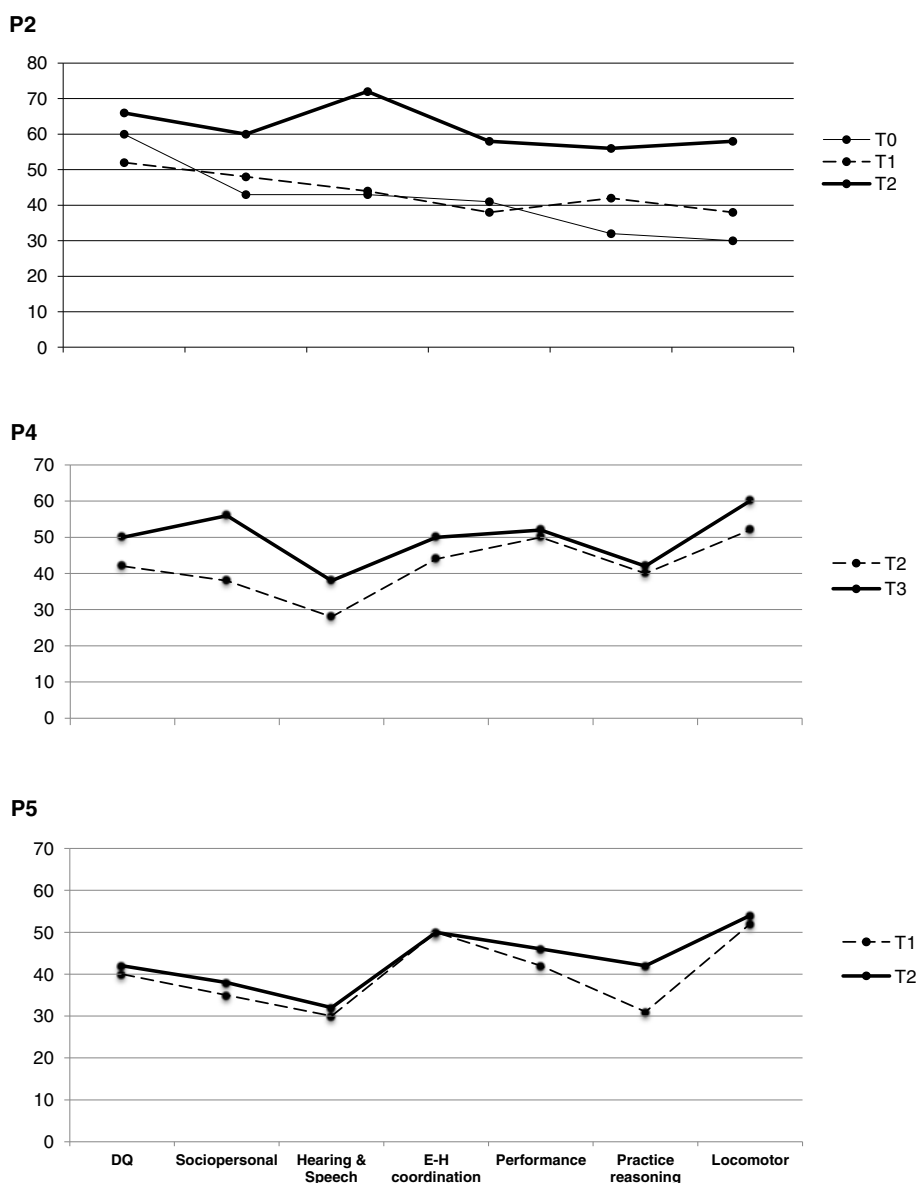 P2
80
70
60
50
40
30
20
10
0
T0
T1
T2
P4
70
60
50
40
30
20
10
0
T2
T3
P5
70
60
50
40
30
20
10
0
T1
T2
DQ Sociopersonal Hearing & E-H Performance Practice Locomotor
Speech coordination reasoning